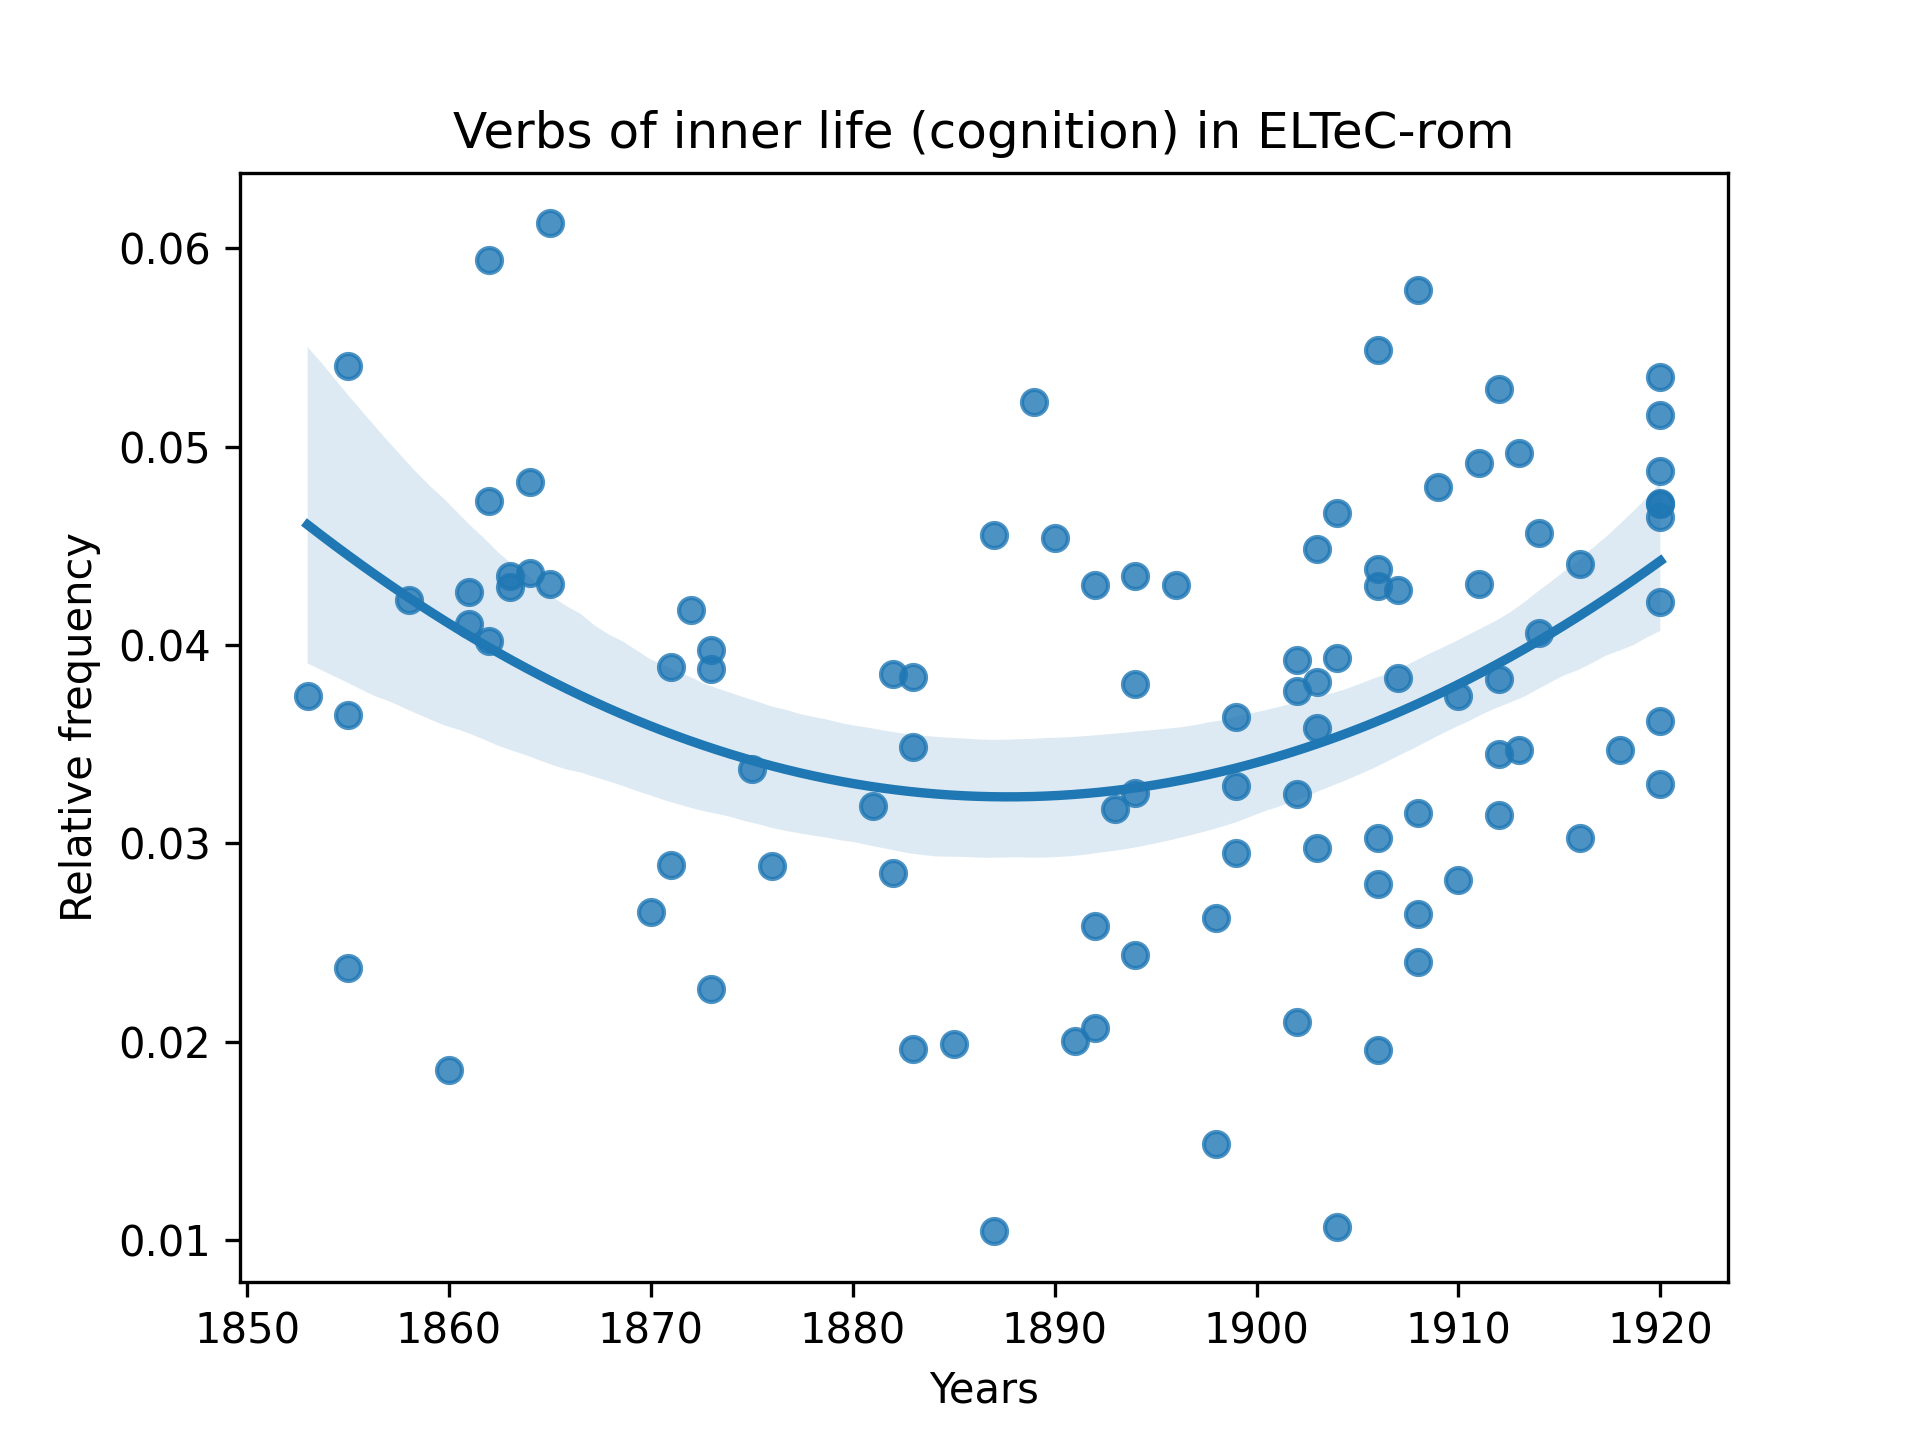 Verbs of inner life (cognition) in ELTeC-rom
0.06
0.05
0.04
0.03
0.02
0.01
Relative frequency
1850 1860 1870 1880 1890 1900 1910 1920
Years